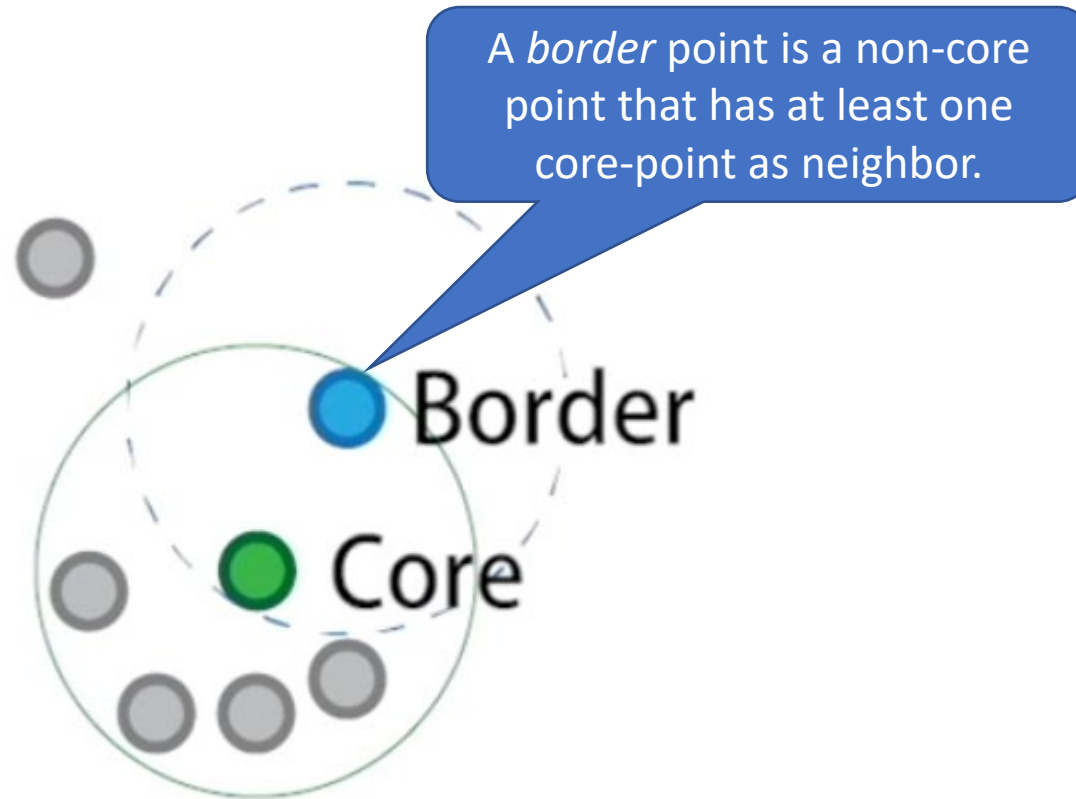 A border point is a non-core
point that has at least one
core-point as neighbor.
Border
Core